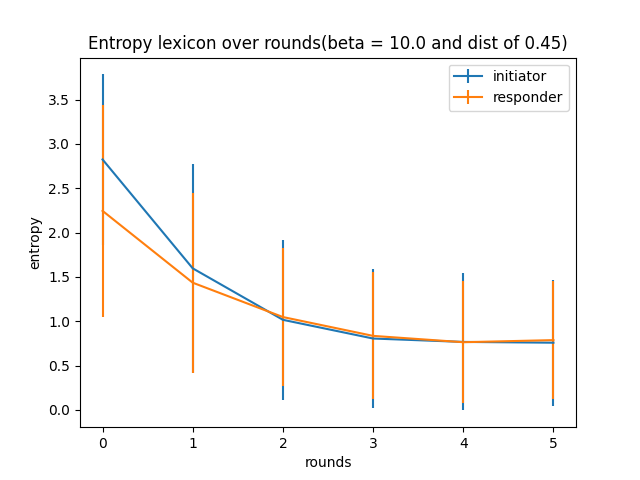 Entropy lexicon over rounds(beta = 10.0 and dist of 0.45)
initiator
responder
3.5
3.0
2.5
2.0
1.5
1.0
0.5
0.0
entropy
0 1 2 3 4 5
rounds